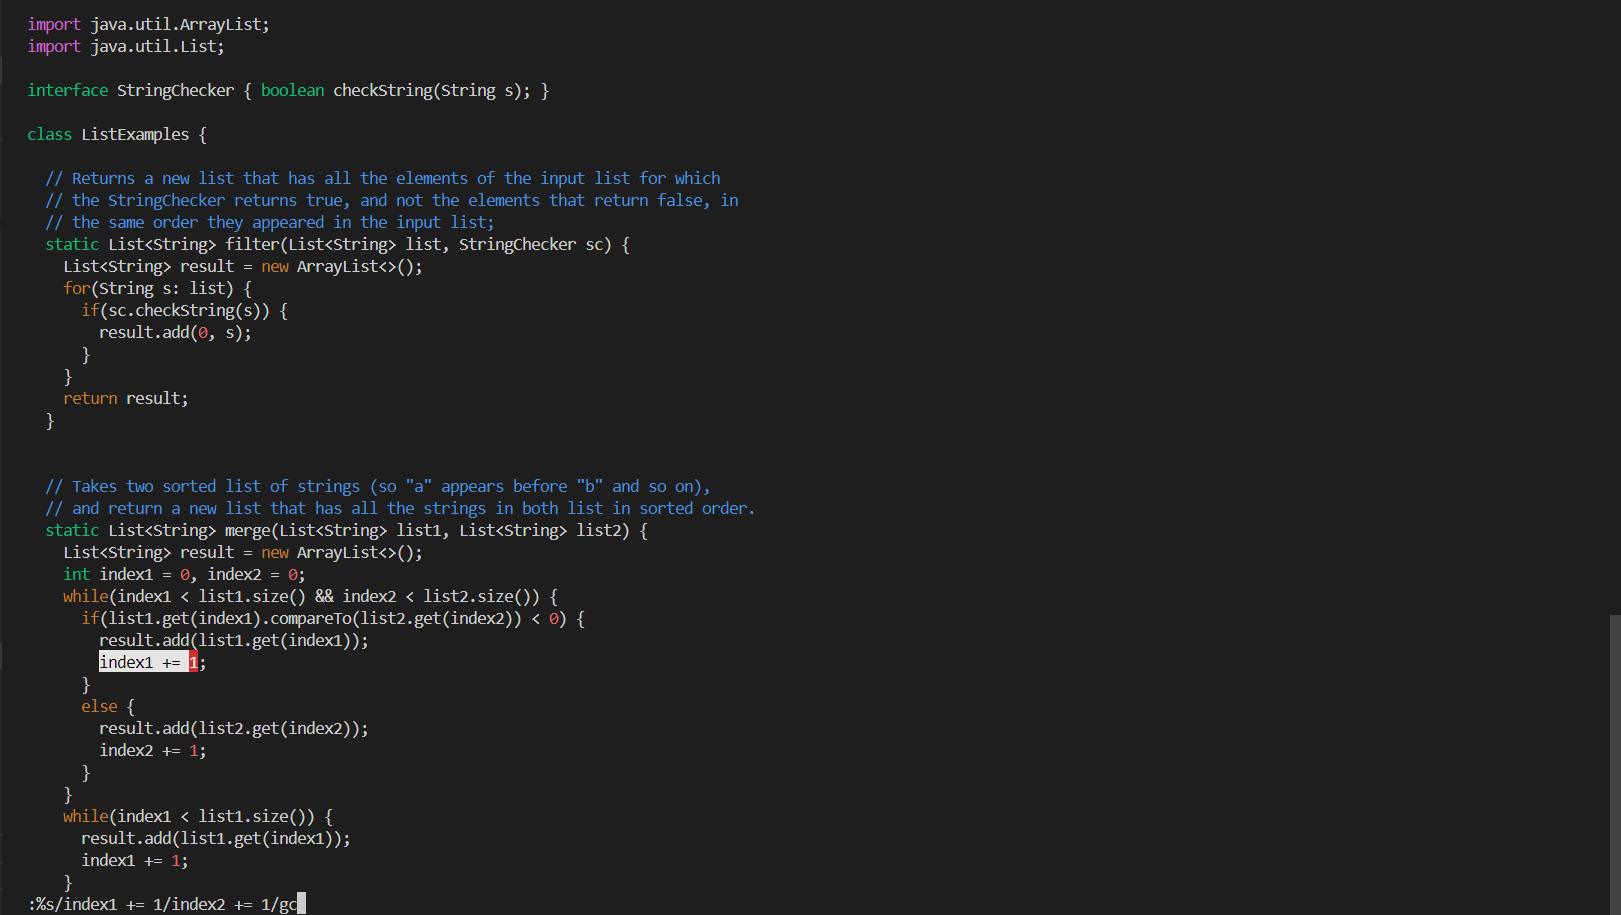 import java.util.ArrayList;
import java.util.List;

interface StringChecker { boolean checkString(String s); }

class ListExamples {

  // Returns a new list that has all the elements of the input list for which
  // the StringChecker returns true, and not the elements that return false, in
  // the same order they appeared in the input list;
  static List<String> filter(List<String> list, StringChecker sc) {
    List<String> result = new ArrayList<>();
    for(String s: list) {
      if(sc.checkString(s)) {
        result.add(0, s);
      }
    }
    return result;
  }


  // Takes two sorted list of strings (so "a" appears before "b" and so on),
  // and return a new list that has all the strings in both list in sorted order.
  static List<String> merge(List<String> list1, List<String> list2) {
    List<String> result = new ArrayList<>();
    int index1 = 0, index2 = 0;
    while(index1 < list1.size() && index2 < list2.size()) {
      if(list1.get(index1).compareTo(list2.get(index2)) < 0) {
        result.add(list1.get(index1));
        index1 += 1;
      }
      else {
        result.add(list2.get(index2));
        index2 += 1;
      }
    }
    while(index1 < list1.size()) {
      result.add(list1.get(index1));
      index1 += 1;
    }
:%s/index1 += 1/index2 += 1/gc